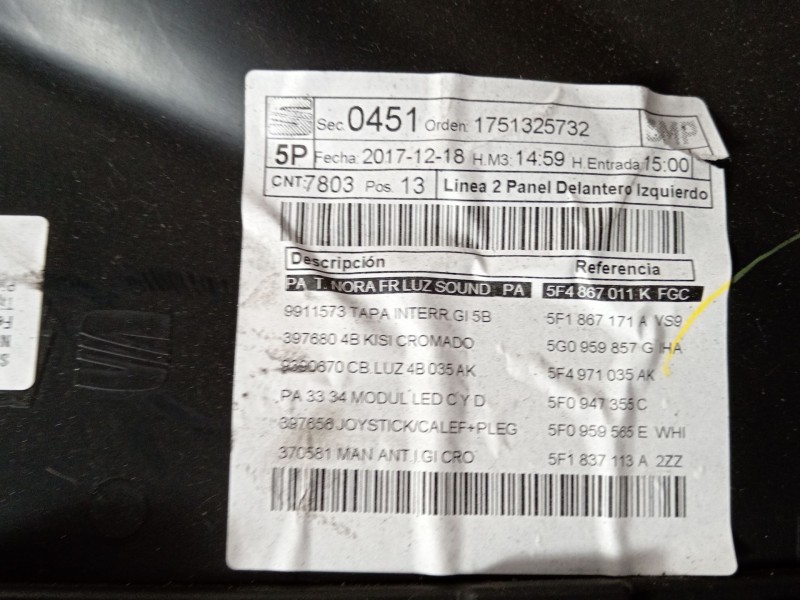 Sec. 0451 Orden: 1751325732 SMP
5P Fecha: 2017-12-18 H.M3: 14:59 H.Entrada: 15:00
CNT:7803 Pos. 13 Linea 2 Panel Delantero Izquierdo
Descripción Referencia
PA T. NORA FR LUZ SOUND PA 5F4 867 011 K FGC
9911573 TAPA INTERR.GI 5B 5F1 867 171 A YS9
397680 4B KISI CROMADO 5G0 959 857 G IHA
9390670 CB.LUZ 4B 035 AK 5F4 971 035 AK
PA 33 34 MODUL LED C Y D 5F0 947 355 C
397656 JOYSTICK/CALEF+PLEG 5F0 959 565 E WHI
370581 MAN ANT.I.GI CRO 5F1 837 113 A 2ZZ